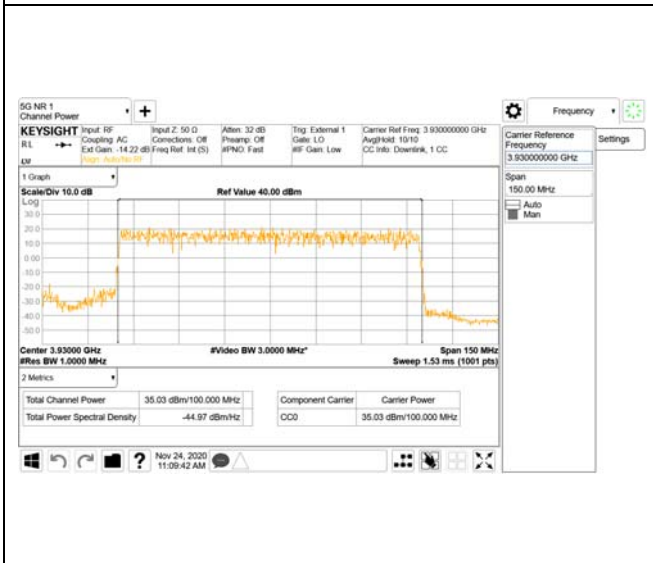 5G NR 1
Channel Power
Frequency
KEYSIGHT
RL
Input: RF
Coupling: AC
Ext Gain: -14.22 dB
Align: Auto/No RF
Input Z: 50 Ω
Corrections: Off
Freq Ref: Int (S)
Atten: 32 dB
Preamp: Off
#PNO: Fast
Trig: External 1
Gate: LO
#IF Gain: Low
Carrier Ref Freq: 3.930000000 GHz
Avg|Hold: 10/10
CC Info: Downlink, 1 CC
Carrier Reference
Frequency
3.930000000 GHz
Settings
Span
150.00 MHz
Auto
Man
1 Graph
Scale/Div 10.0 dB
Ref Value 40.00 dBm
Log
30.0
20.0
10.0
0.00
-10.0
-20.0
-30.0
-40.0
-50.0
Center 3.93000 GHz
#Video BW 3.0000 MHz*
Span 150 MHz
#Res BW 1.0000 MHz
Sweep 1.53 ms (1001 pts)
2 Metrics
Total Channel Power 35.03 dBm/100.000 MHz
Total Power Spectral Density -44.97 dBm/Hz
Component Carrier Carrier Power
CC0 35.03 dBm/100.000 MHz
Nov 24, 2020
11:09:42 AM